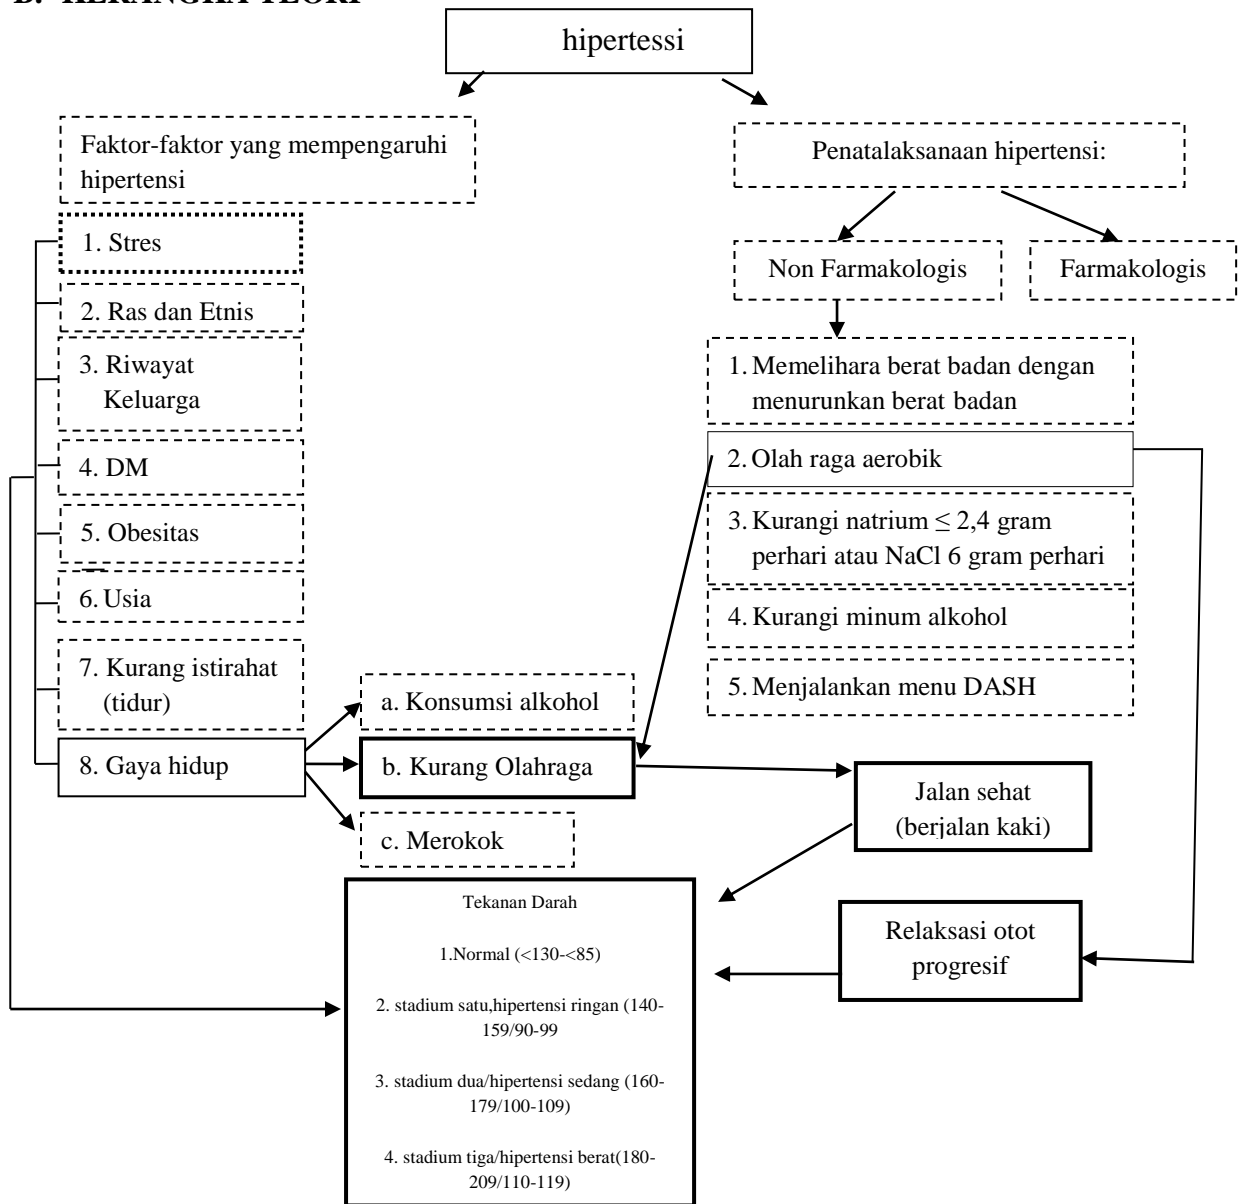 B. KERANGKA TEORI
hipertessi
Faktor-faktor yang mempengaruhi
hipertensi
Penatalaksanaan hipertensi:
1. Stres
Non Farmakologis
Farmakologis
2. Ras dan Etnis
3. Riwayat
Keluarga
1. Memelihara berat badan dengan
menurunkan berat badan
4. DM
2. Olah raga aerobik
5. Obesitas
3. Kurangi natrium ≤ 2,4 gram
perhari atau NaCl 6 gram perhari
6. Usia
4. Kurangi minum alkohol
7. Kurang istirahat
(tidur)
5. Menjalankan menu DASH
a. Konsumsi alkohol
8. Gaya hidup
b. Kurang Olahraga
c. Merokok
Jalan sehat
(berjalan kaki)
Tekanan Darah
1.Normal (<130-<85)
2. stadium satu,hipertensi ringan (140-
159/90-99
3. stadium dua/hipertensi sedang (160-
179/100-109)
4. stadium tiga/hipertensi berat(180-
209/110-119)
Relaksasi otot
progresif